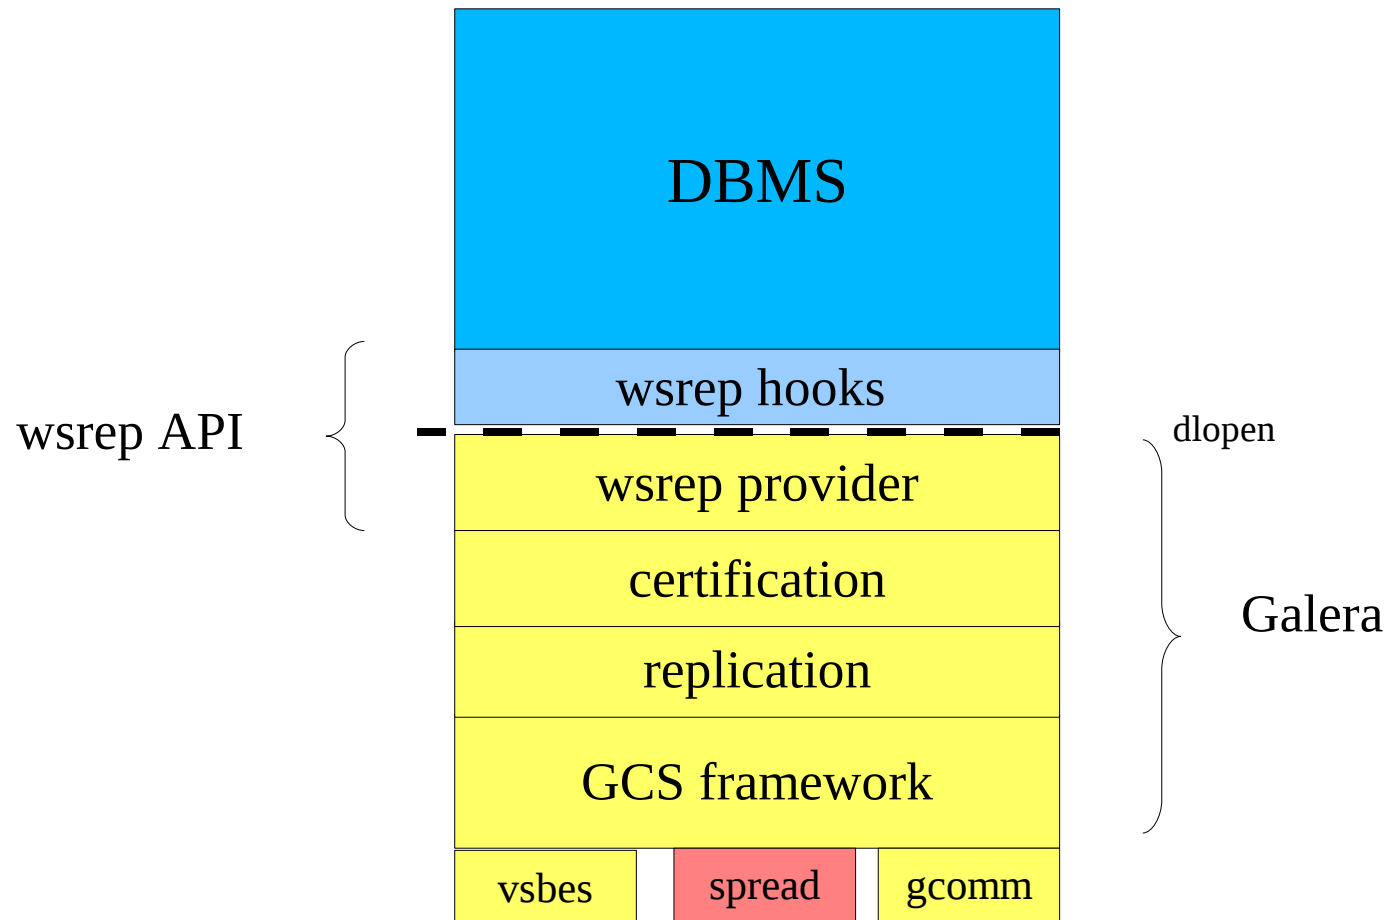 DBMS
wsrep hooks
wsrep API
dlopen
wsrep provider
certification
Galera
replication
GCS framework
vsbes
spread
gcomm